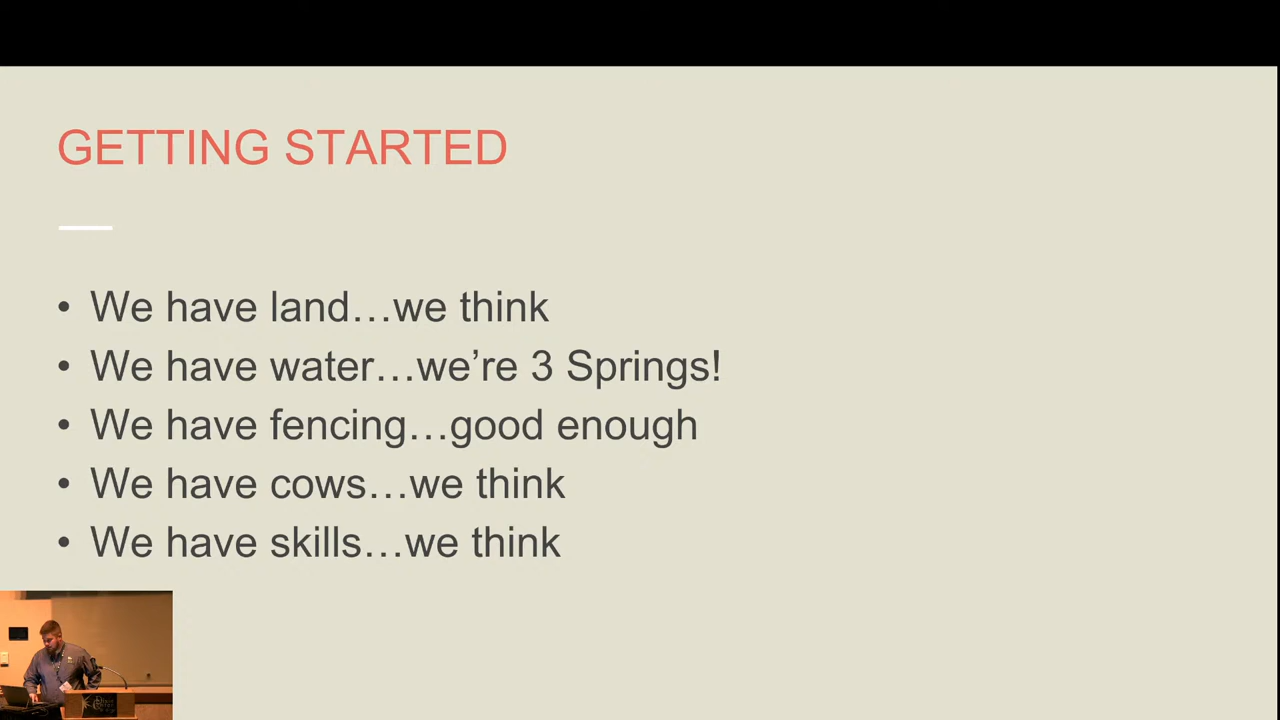 GETTING STARTED
• We have land…we think
• We have water…we’re 3 Springs!
• We have fencing…good enough
• We have cows…we think
• We have skills…we think